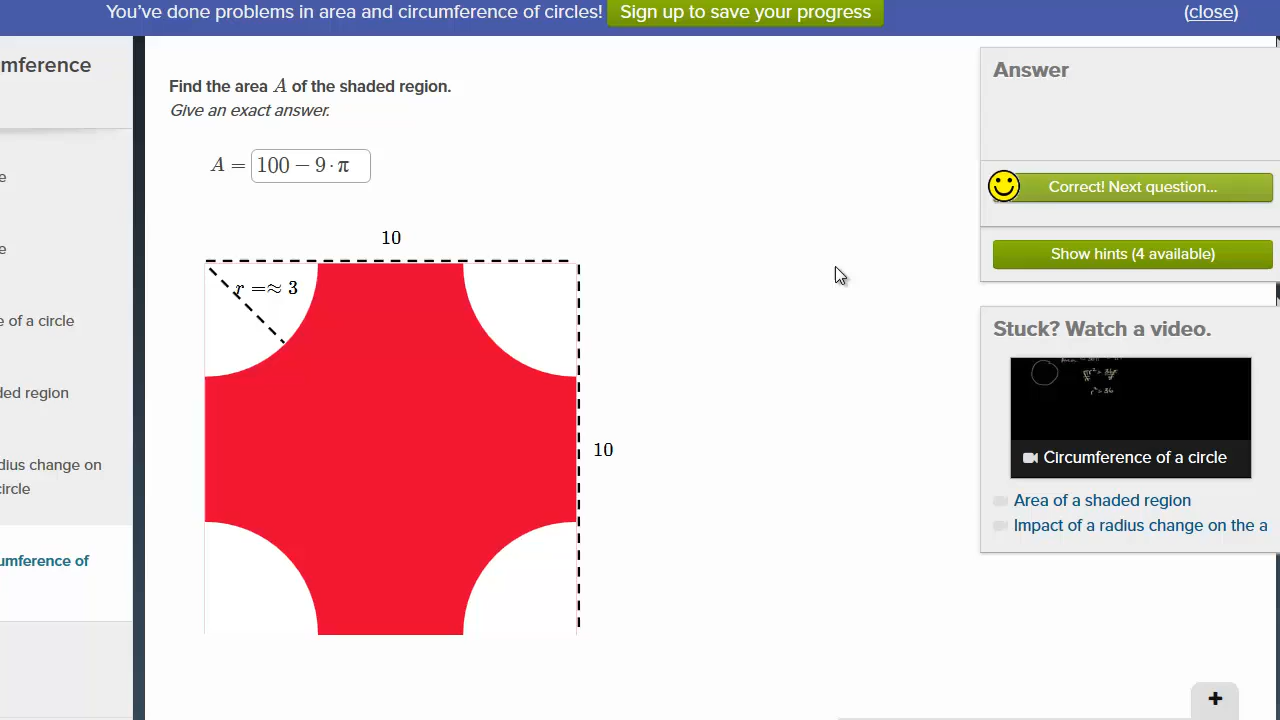 You've done problems in area and circumference of circles! Sign up to save your progress (close)
mference
e
e
e of a circle
ded region
dius change on
circle
umference of
Find the area A of the shaded region.
Give an exact answer.
A = 100 − 9 · π
10
r =≈ 3
10
Answer
Correct! Next question...
Show hints (4 available)
Stuck? Watch a video.
Circumference of a circle
Area of a shaded region
Impact of a radius change on the a
+